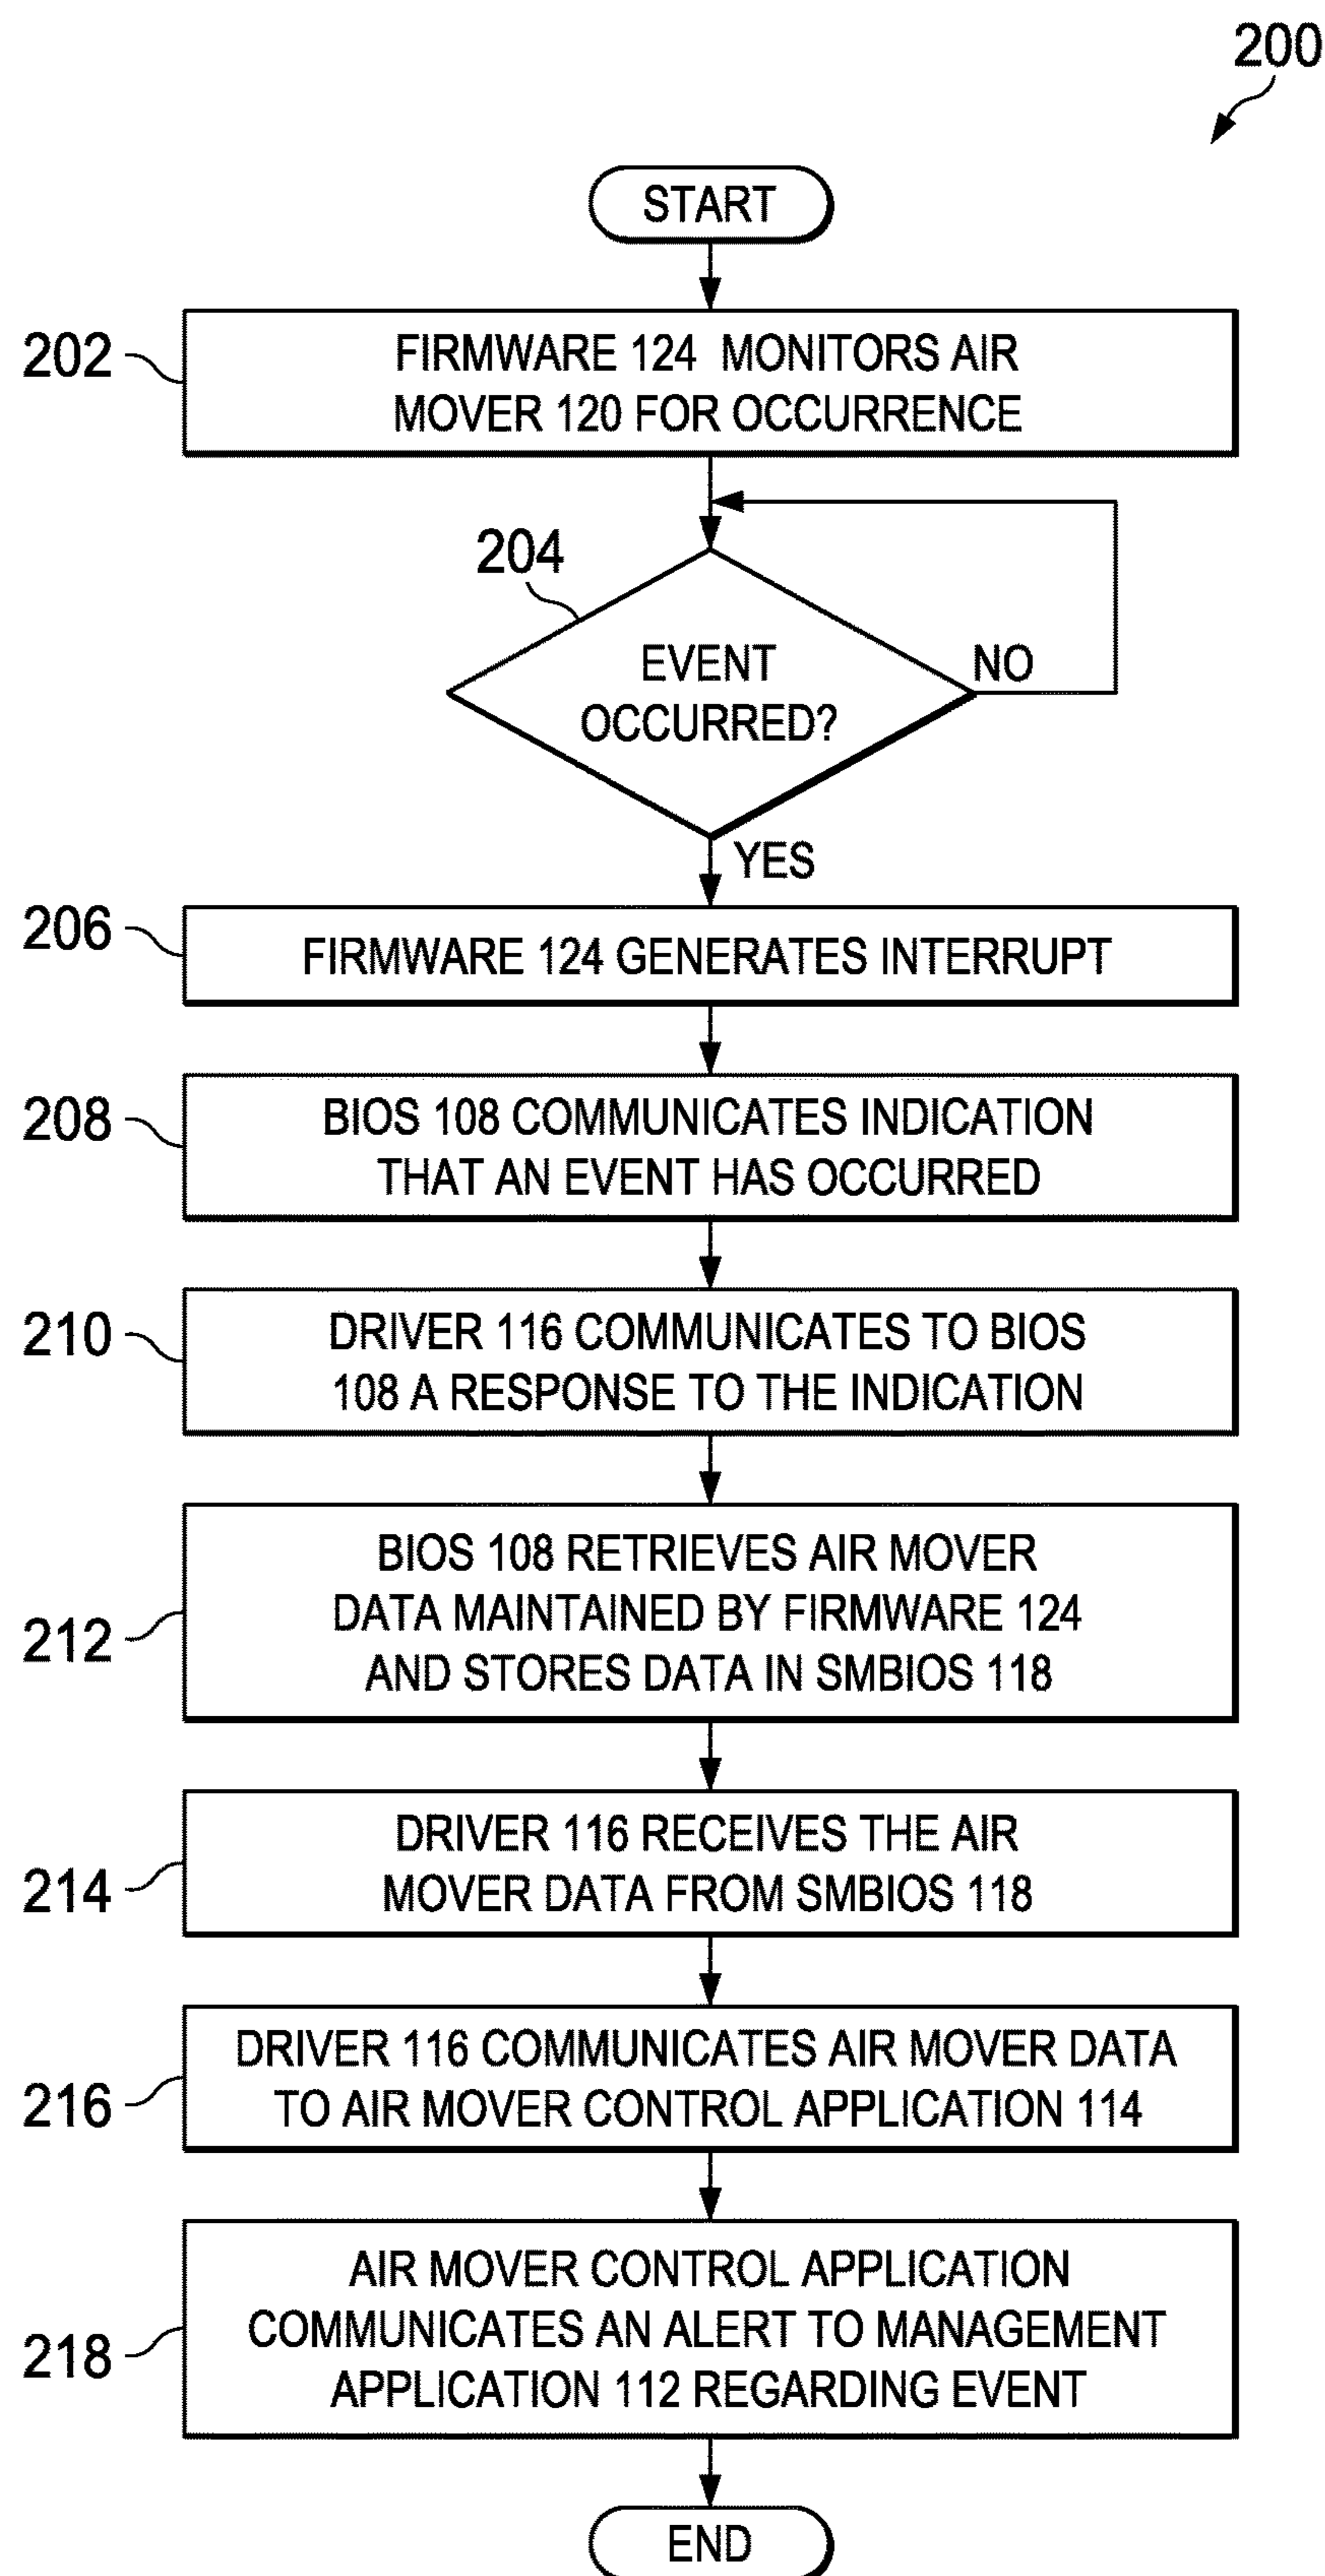 200
START
202
FIRMWARE 124 MONITORS AIR
MOVER 120 FOR OCCURRENCE
204
EVENT
OCCURRED?
NO
YES
206
FIRMWARE 124 GENERATES INTERRUPT
208
BIOS 108 COMMUNICATES INDICATION
THAT AN EVENT HAS OCCURRED
210
DRIVER 116 COMMUNICATES TO BIOS
108 A RESPONSE TO THE INDICATION
212
BIOS 108 RETRIEVES AIR MOVER
DATA MAINTAINED BY FIRMWARE 124
AND STORES DATA IN SMBIOS 118
214
DRIVER 116 RECEIVES THE AIR
MOVER DATA FROM SMBIOS 118
216
DRIVER 116 COMMUNICATES AIR MOVER DATA
TO AIR MOVER CONTROL APPLICATION 114
218
AIR MOVER CONTROL APPLICATION
COMMUNICATES AN ALERT TO MANAGEMENT
APPLICATION 112 REGARDING EVENT
END